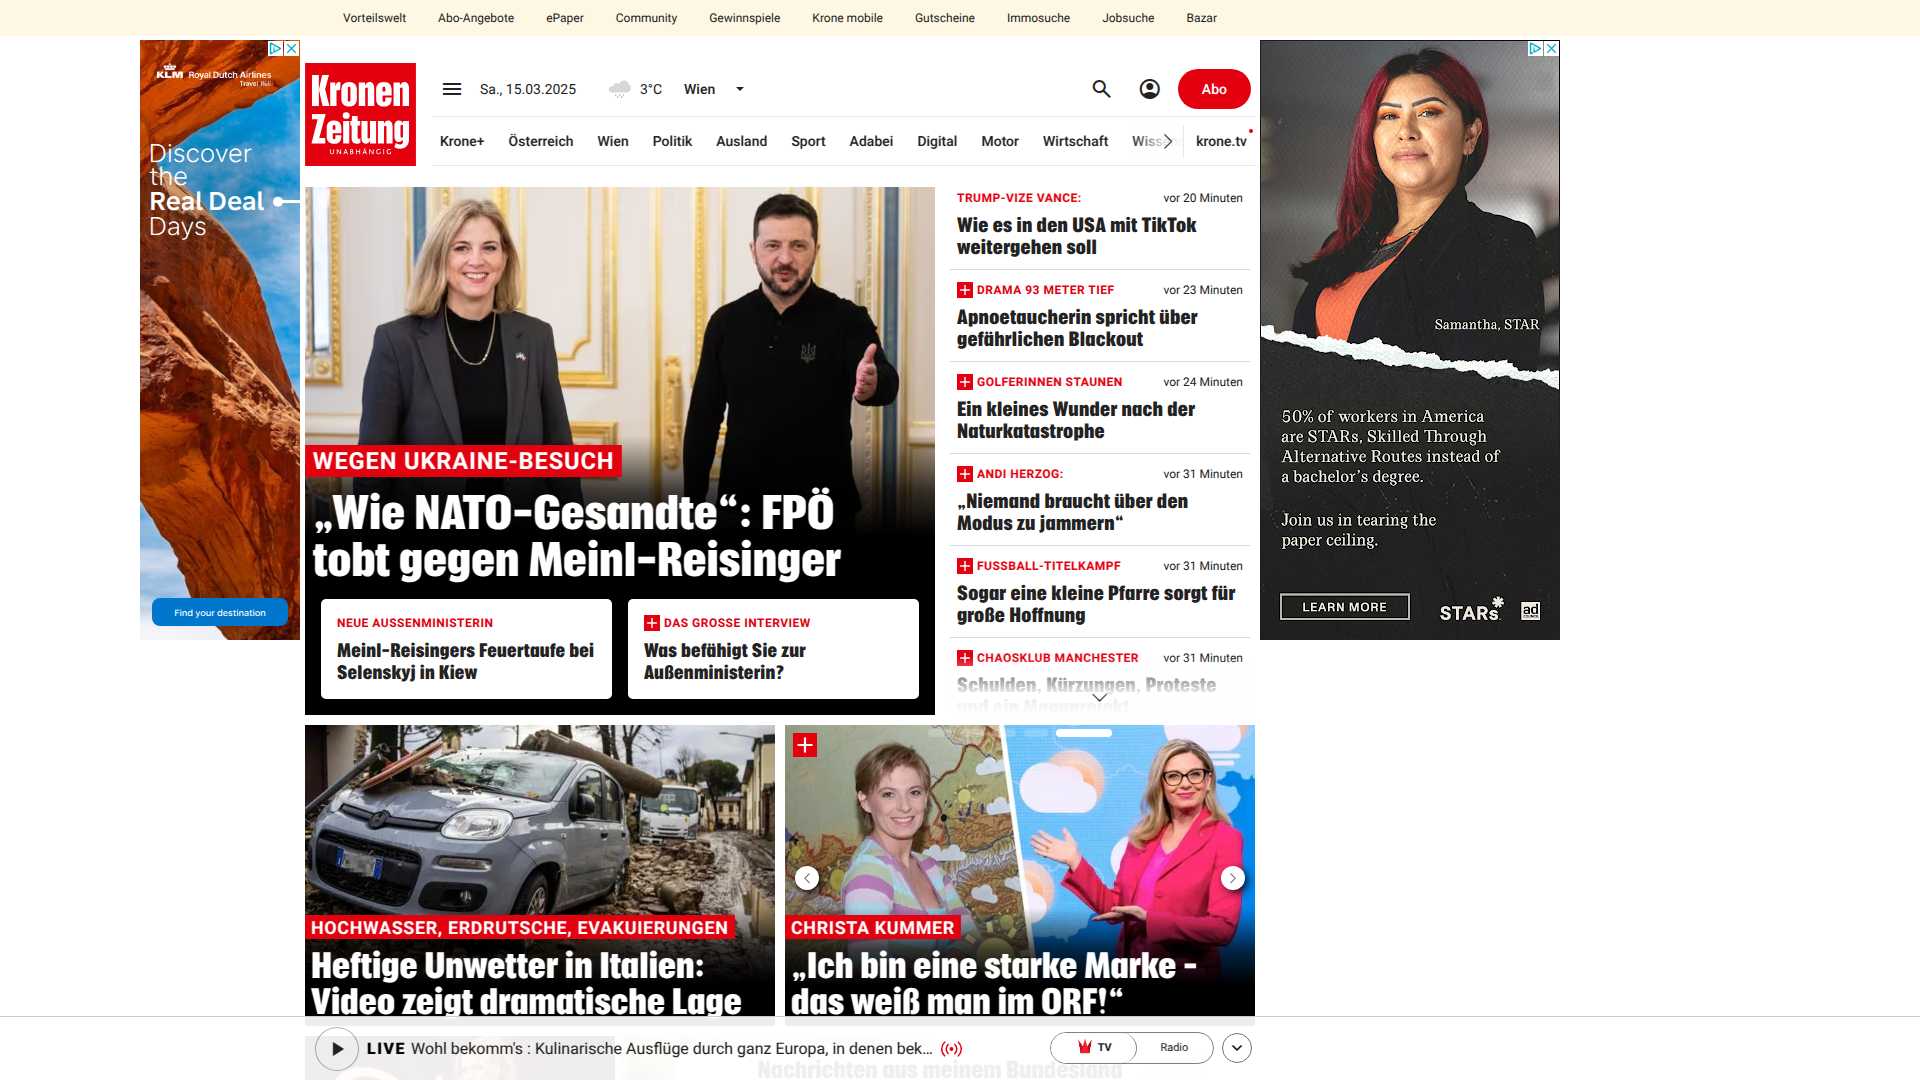 Vorteilswelt
Abo-Angebote
ePaper
Community
Gewinnspiele
Krone mobile
Gutscheine
Immosuche
Jobsuche
Bazar
KLM Royal Dutch Airlines
Discover
the
Real Deal
Days
Find your destination
Kronen
Zeitung
UNABHÄNGIG
Sa., 15.03.2025
3°C
Wien
Abo
Krone+
Österreich
Wien
Politik
Ausland
Sport
Adabei
Digital
Motor
Wirtschaft
krone.tv
WEGEN UKRAINE-BESUCH
„Wie NATO-Gesandte“: FPÖ
tobt gegen Meinl-Reisinger
NEUE AUSSENMINISTERIN
Meinl-Reisingers Feuertaufe bei
Selenskyj in Kiew
DAS GROSSE INTERVIEW
Was befähigt Sie zur
Außenministerin?
TRUMP-VIZE VANCE: vor 20 Minuten
Wie es in den USA mit TikTok
weitergehen soll
DRAMA 93 METER TIEF vor 23 Minuten
Apnoetaucherin spricht über
gefährlichen Blackout
GOLFERINNEN STAUNEN vor 24 Minuten
Ein kleines Wunder nach der
Naturkatastrophe
ANDI HERZOG: vor 31 Minuten
„Niemand braucht über den
Modus zu jammern“
FUSSBALL-TITELKAMPF vor 31 Minuten
Sogar eine kleine Pfarre sorgt für
große Hoffnung
CHAOSKLUB MANCHESTER vor 31 Minuten
Schulden, Kürzungen, Proteste
und ein Megaprojekt
Samantha, STAR
50% of workers in America
are STARs, Skilled Through
Alternative Routes instead of
a bachelor's degree.
Join us in tearing the
paper ceiling.
LEARN MORE
STARs
ad
HOCHWASSER, ERDRUTSCHE, EVAKUIERUNGEN
Heftige Unwetter in Italien:
Video zeigt dramatische Lage
CHRISTA KUMMER
„Ich bin eine starke Marke -
das weiß man im ORF!“
LIVE Wohl bekomm's : Kulinarische Ausflüge durch ganz Europa, in denen bek...
TV
Radio
Nachrichten aus meinem Bundesland